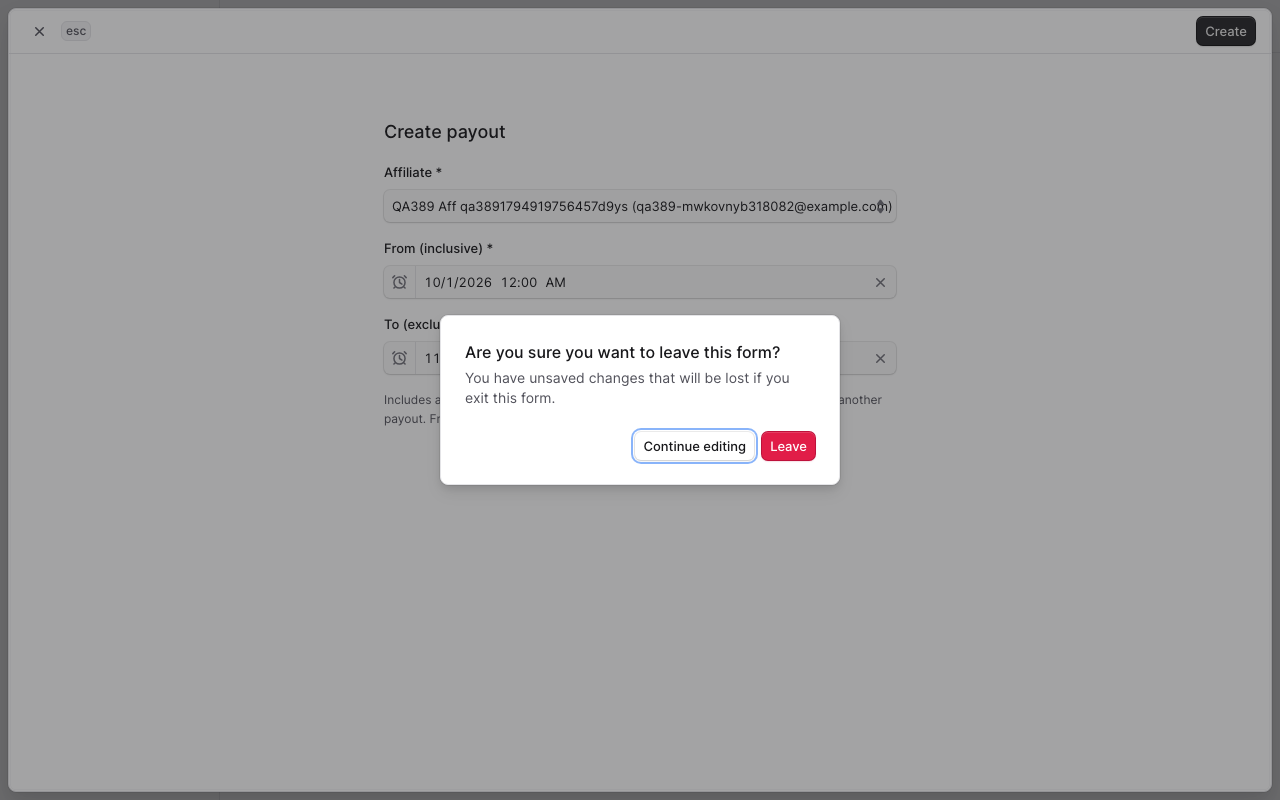 esc
Create
Create payout
Affiliate *
QA389 Aff qa3891794919756457d9ys (qa389-mwkovnyb318082@example.com)
From (inclusive) *
10/1/2026 12:00 AM
To (exclu
11
Includes a another
payout. Fr
Are you sure you want to leave this form?
You have unsaved changes that will be lost if you
exit this form.
Continue editing
Leave